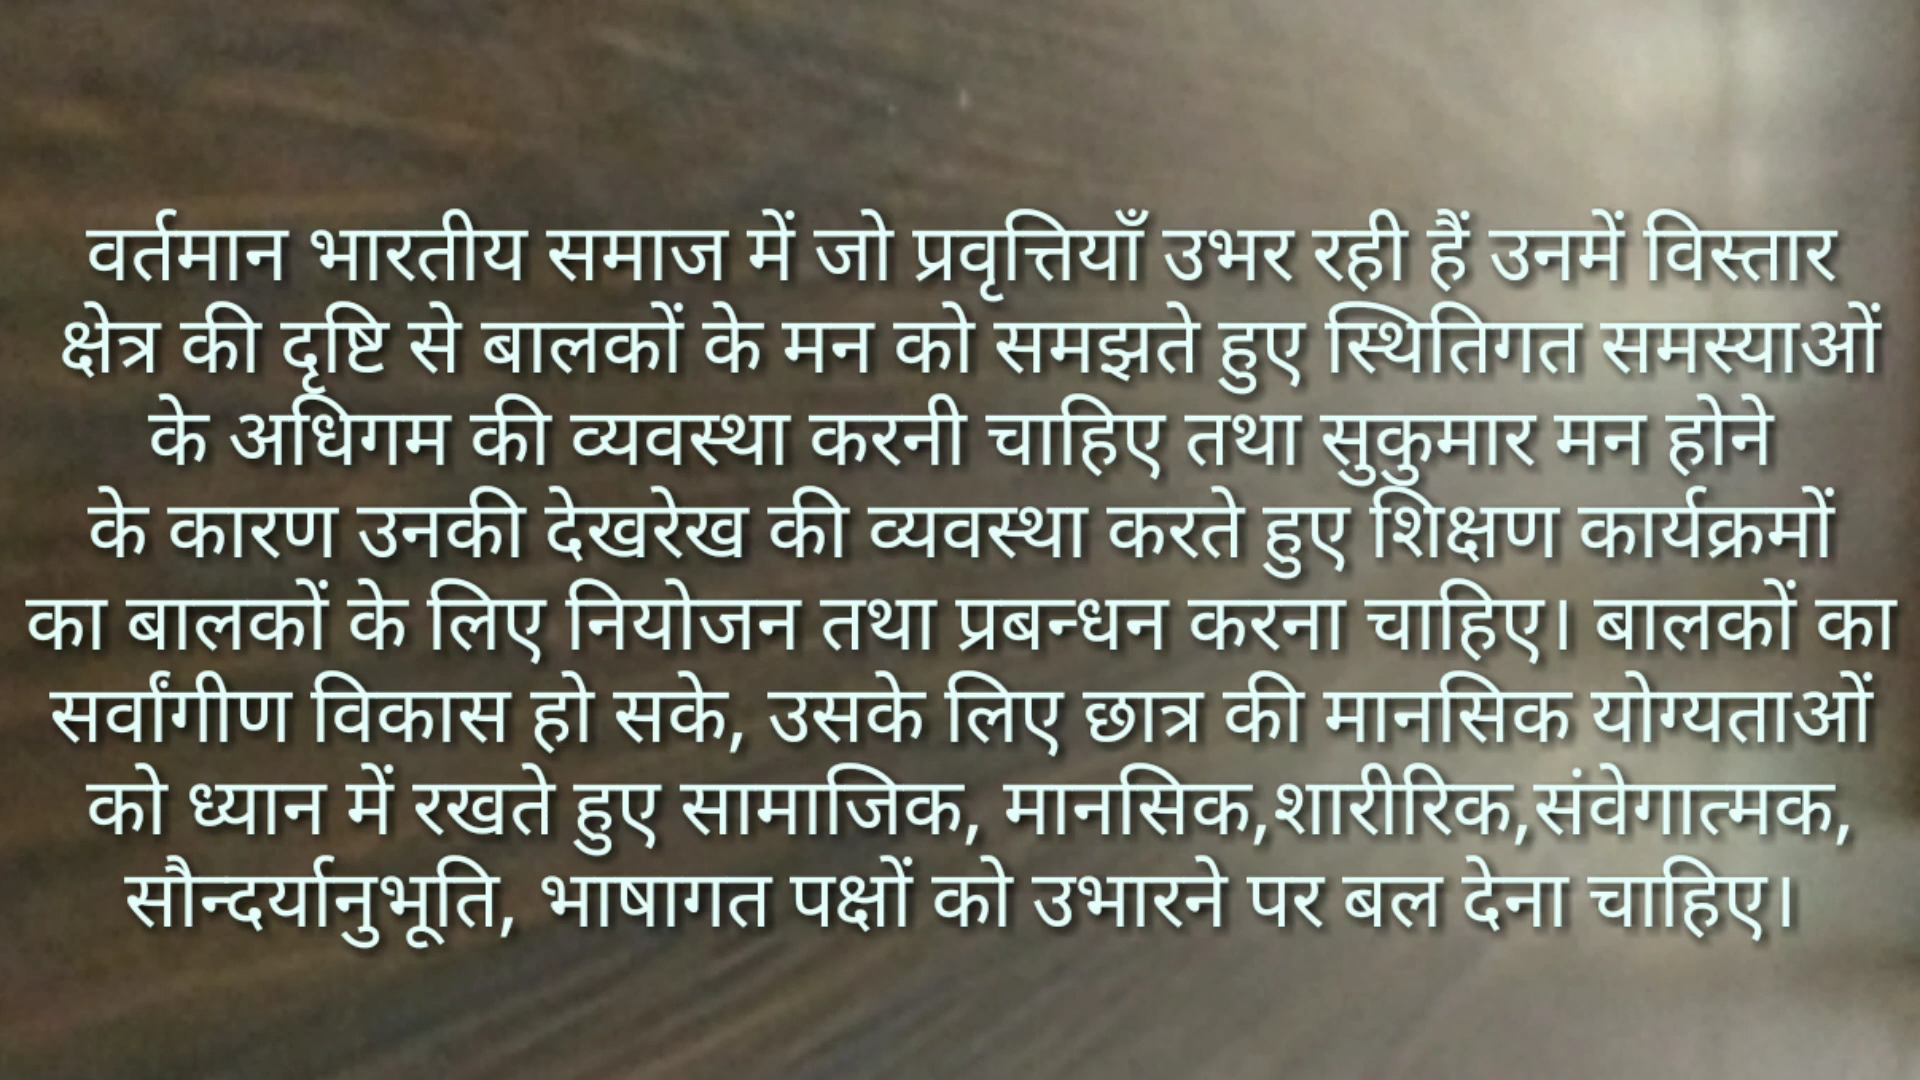 वर्तमान भारतीय समाज में जो प्रवृत्तियाँ उभर रही हैं उनमें विस्तार
क्षेत्र की दृष्टि से बालकों के मन को समझते हुए स्थितिगत समस्याओं
के अधिगम की व्यवस्था करनी चाहिए तथा सुकुमार मन होने
के कारण उनकी देखरेख की व्यवस्था करते हुए शिक्षण कार्यक्रमों
का बालकों के लिए नियोजन तथा प्रबन्धन करना चाहिए। बालकों का
सर्वांगीण विकास हो सके, उसके लिए छात्र की मानसिक योग्यताओं
को ध्यान में रखते हुए सामाजिक, मानसिक,शारीरिक,संवेगात्मक,
सौन्दर्यानुभूति, भाषागत पक्षों को उभारने पर बल देना चाहिए।